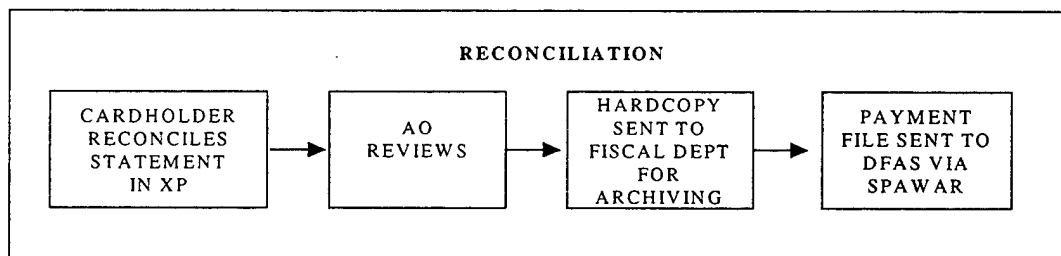 RECONCILIATION
CARDHOLDER
RECONCILES
STATEMENT
IN XP
AO
REVIEWS
HARDCOPY
SENT TO
FISCAL DEPT
FOR
ARCHIVING
PAYMENT
FILE SENT TO
DFAS VIA
SPAWAR